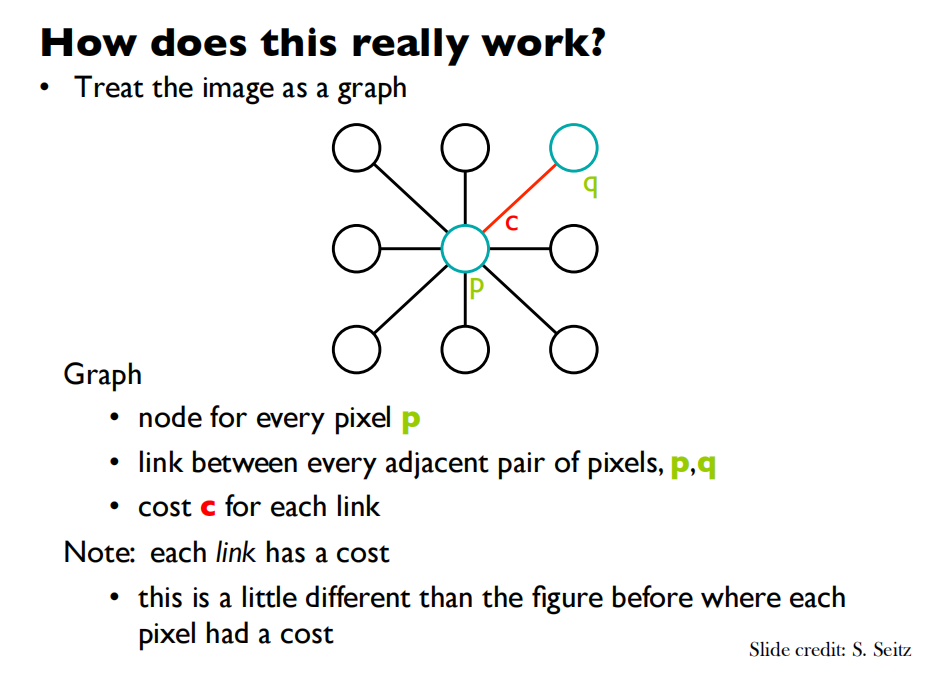 How does this really work?
• Treat the image as a graph
q
c
p
Graph
• node for every pixel p
• link between every adjacent pair of pixels, p,q
• cost c for each link
Note: each link has a cost
• this is a little different than the figure before where each
pixel had a cost
Slide credit: S. Seitz